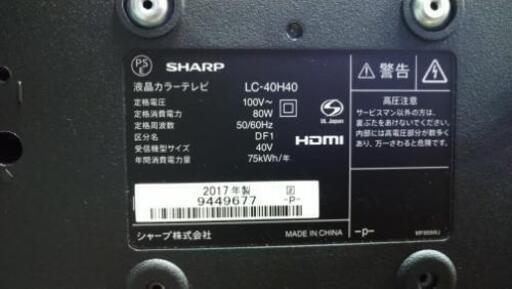 PS E SHARP
液晶カラーテレビ LC-40H40
定格電圧 100V~
定格消費電力 80W
定格周波数 50/60Hz
区分名 DF1
受信機型サイズ 40V
年間消費電力量 75kWh/年
UL Japan
HDMI
2017年製
9449677 -P-
シャープ株式会社 MADE IN CHINA
警告
高圧注意
サービスマン以外の方は、
裏ぶたをあけないでください。
内部には高電圧部分が数多く
あり、万一さわると危険です。
-P-